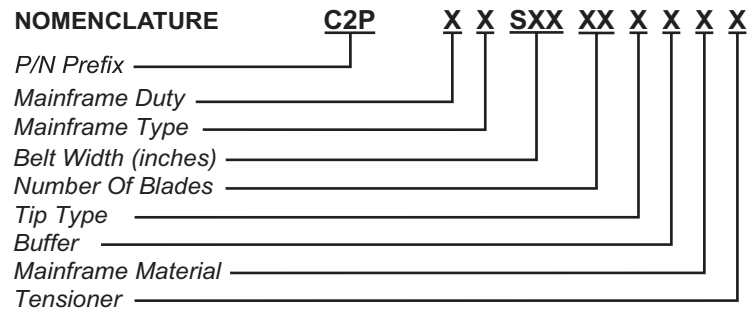 NOMENCLATURE C2P X X SXX XX X X X X
P/N Prefix
Mainframe Duty
Mainframe Type
Belt Width (inches)
Number Of Blades
Tip Type
Buffer
Mainframe Material
Tensioner